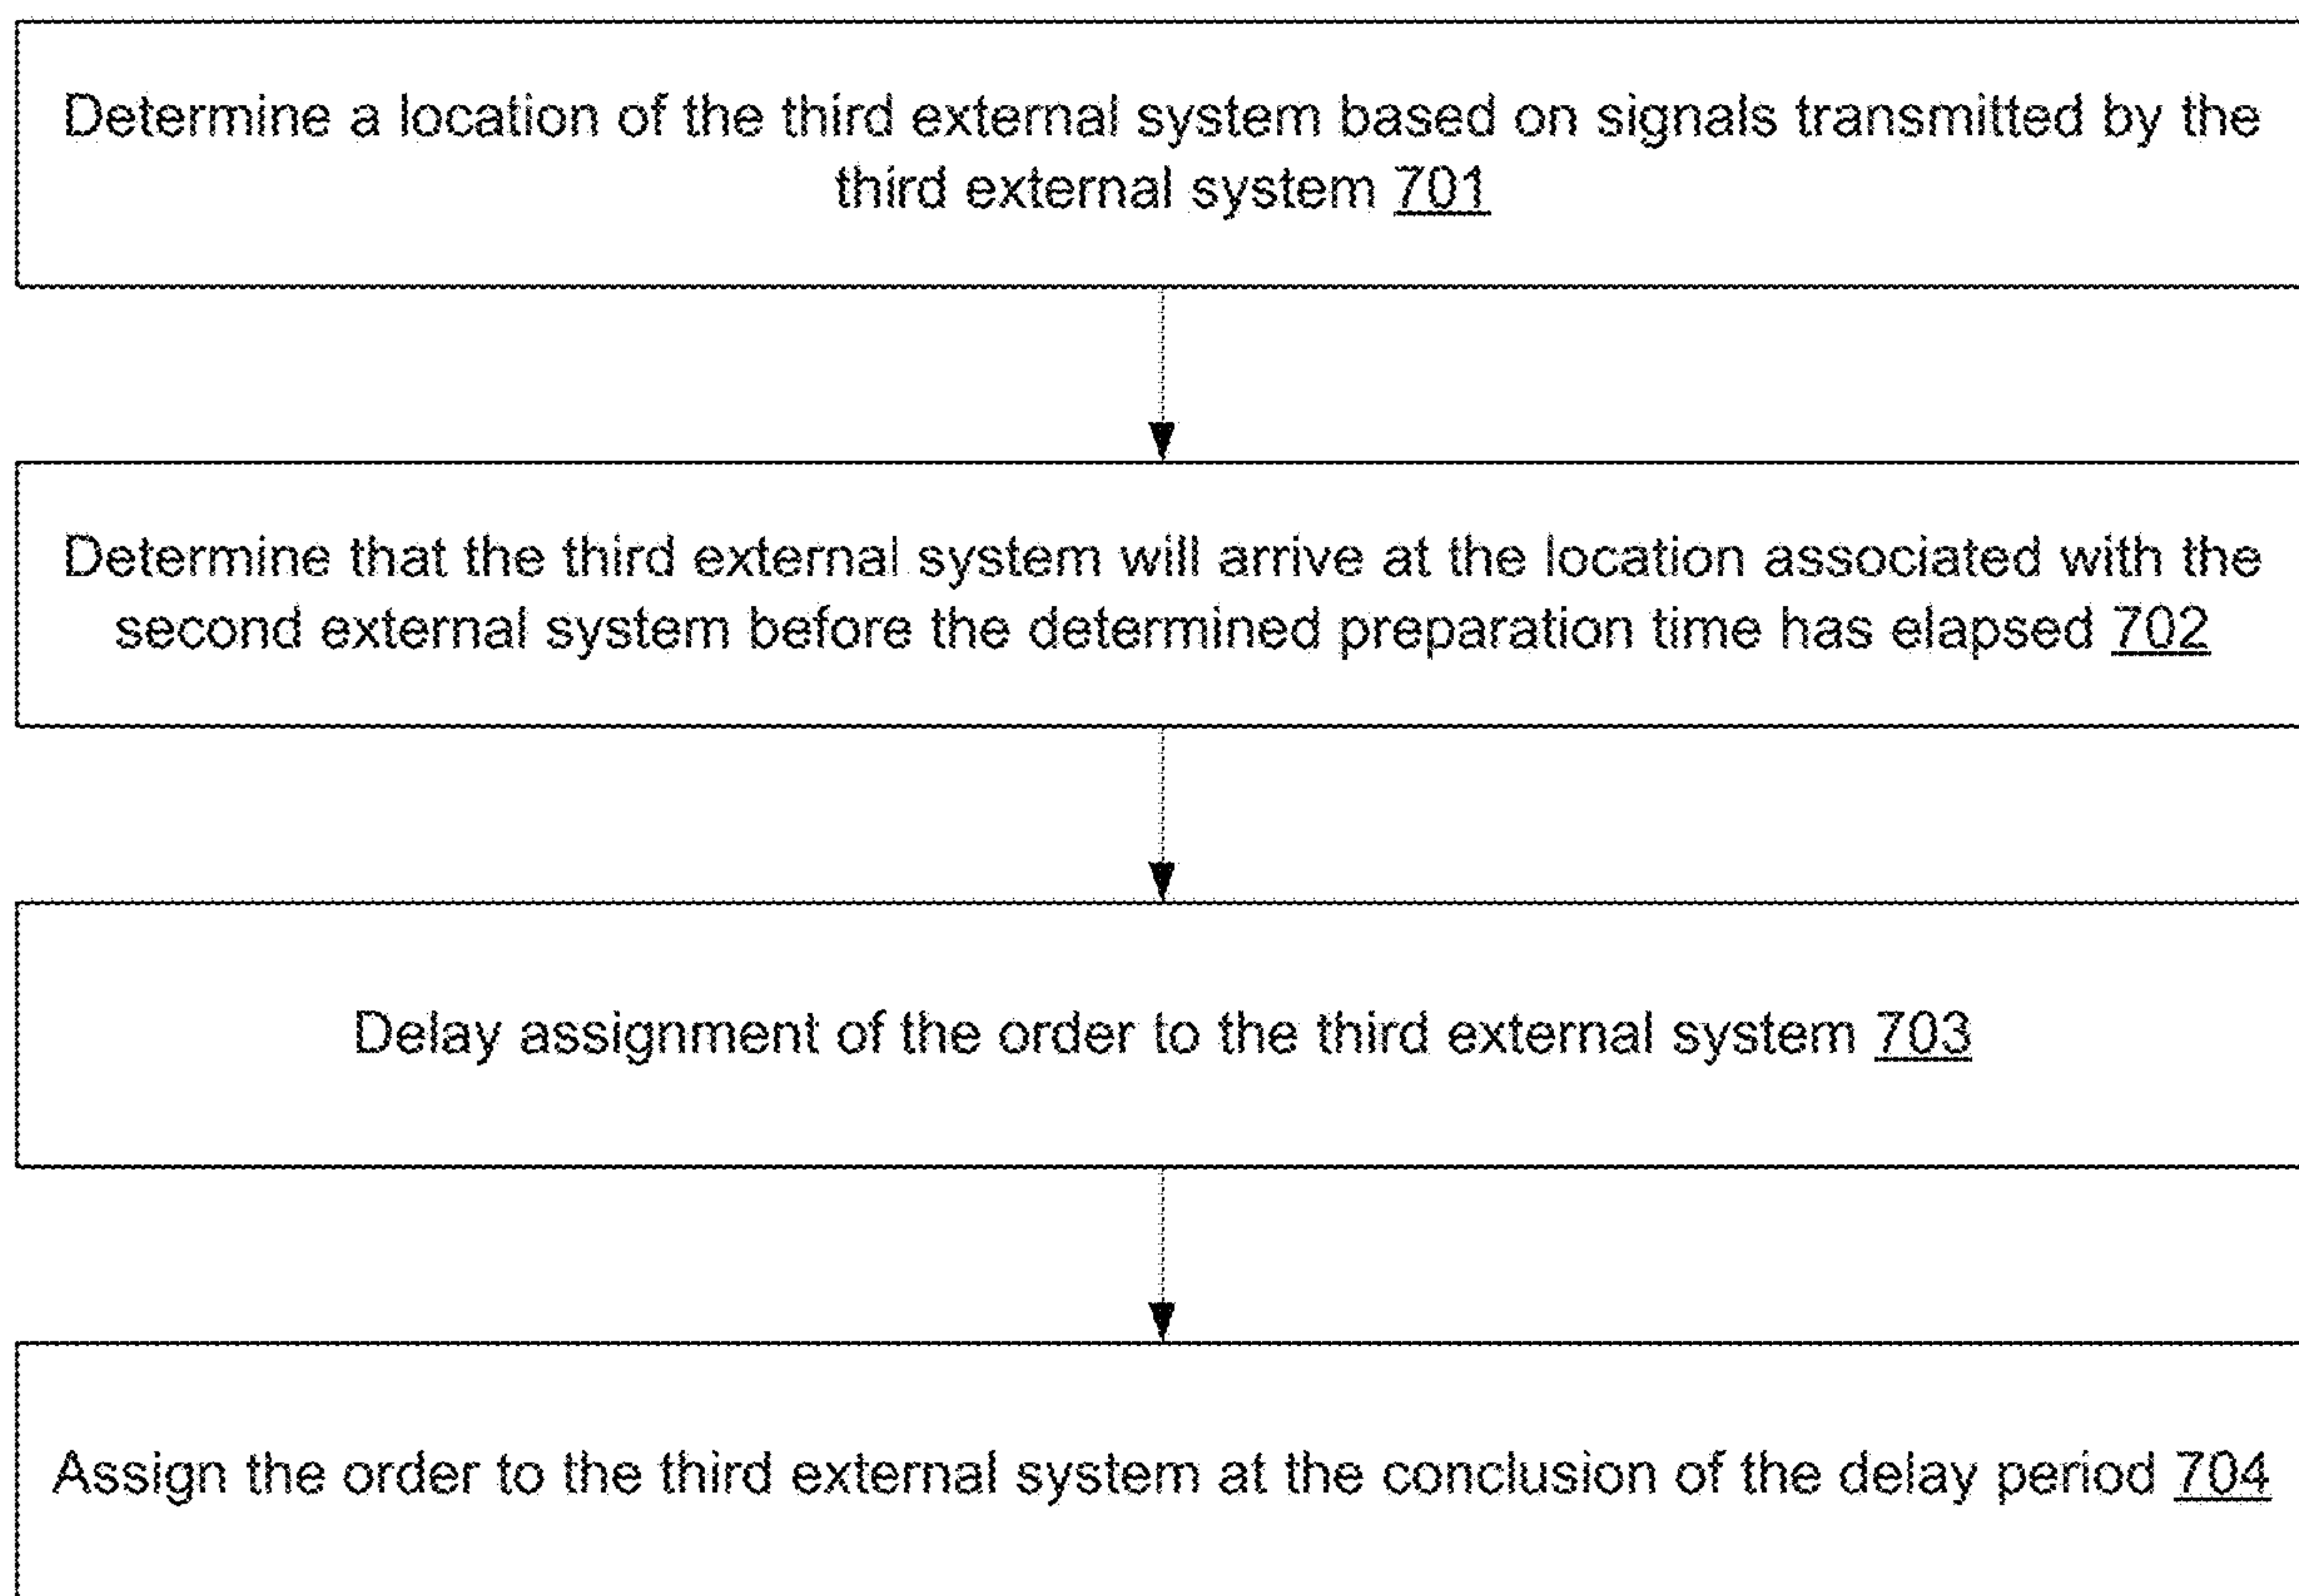 Determine a location of the third external system based on signals transmitted by the
third external system 701
Determine that the third external system will arrive at the location associated with the
second external system before the determined preparation time has elapsed 702
Delay assignment of the order to the third external system 703
Assign the order to the third external system at the conclusion of the delay period 704